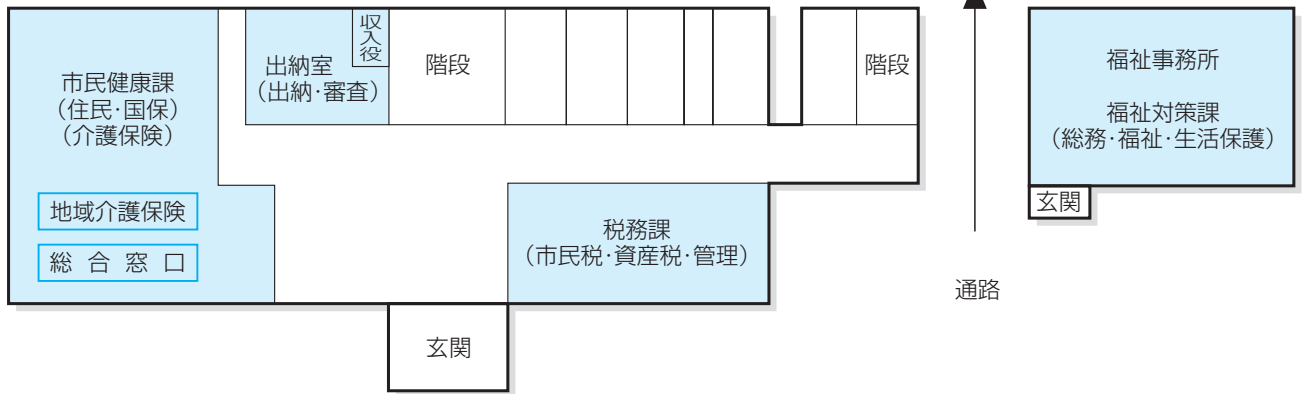 市民健康課
（住民･国保）
（介護保険）
地域介護保険
総合窓口
出納室
（出納･審査）
収入役
階段
階段
税務課
（市民税･資産税･管理）
玄関
通路
福祉事務所
福祉対策課
（総務･福祉･生活保護）
玄関